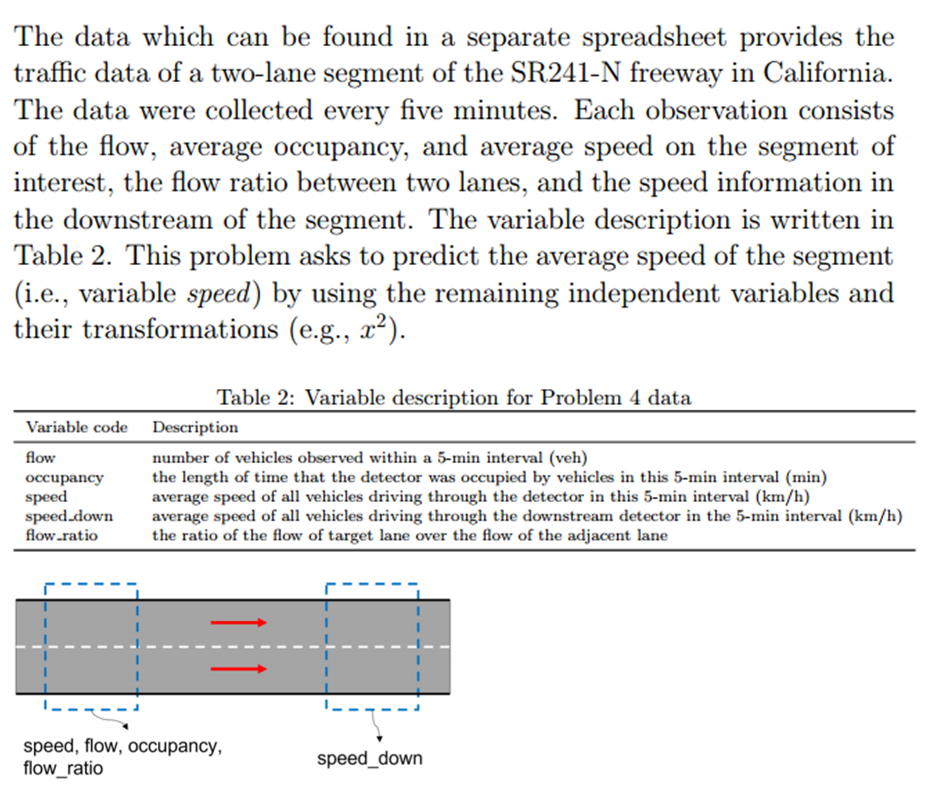 The data which can be found in a separate spreadsheet provides the
traffic data of a two-lane segment of the SR241-N freeway in California.
The data were collected every five minutes. Each observation consists
of the flow, average occupancy, and average speed on the segment of
interest, the flow ratio between two lanes, and the speed information in
the downstream of the segment. The variable description is written in
Table 2. This problem asks to predict the average speed of the segment
(i.e., variable speed) by using the remaining independent variables and
their transformations (e.g., x²).
Table 2: Variable description for Problem 4 data
Variable code Description
flow number of vehicles observed within a 5-min interval (veh)
occupancy the length of time that the detector was occupied by vehicles in this 5-min interval (min)
speed average speed of all vehicles driving through the detector in this 5-min interval (km/h)
speed_down average speed of all vehicles driving through the downstream detector in the 5-min interval (km/h)
flow_ratio the ratio of the flow of target lane over the flow of the adjacent lane
speed, flow, occupancy,
flow_ratio
speed_down